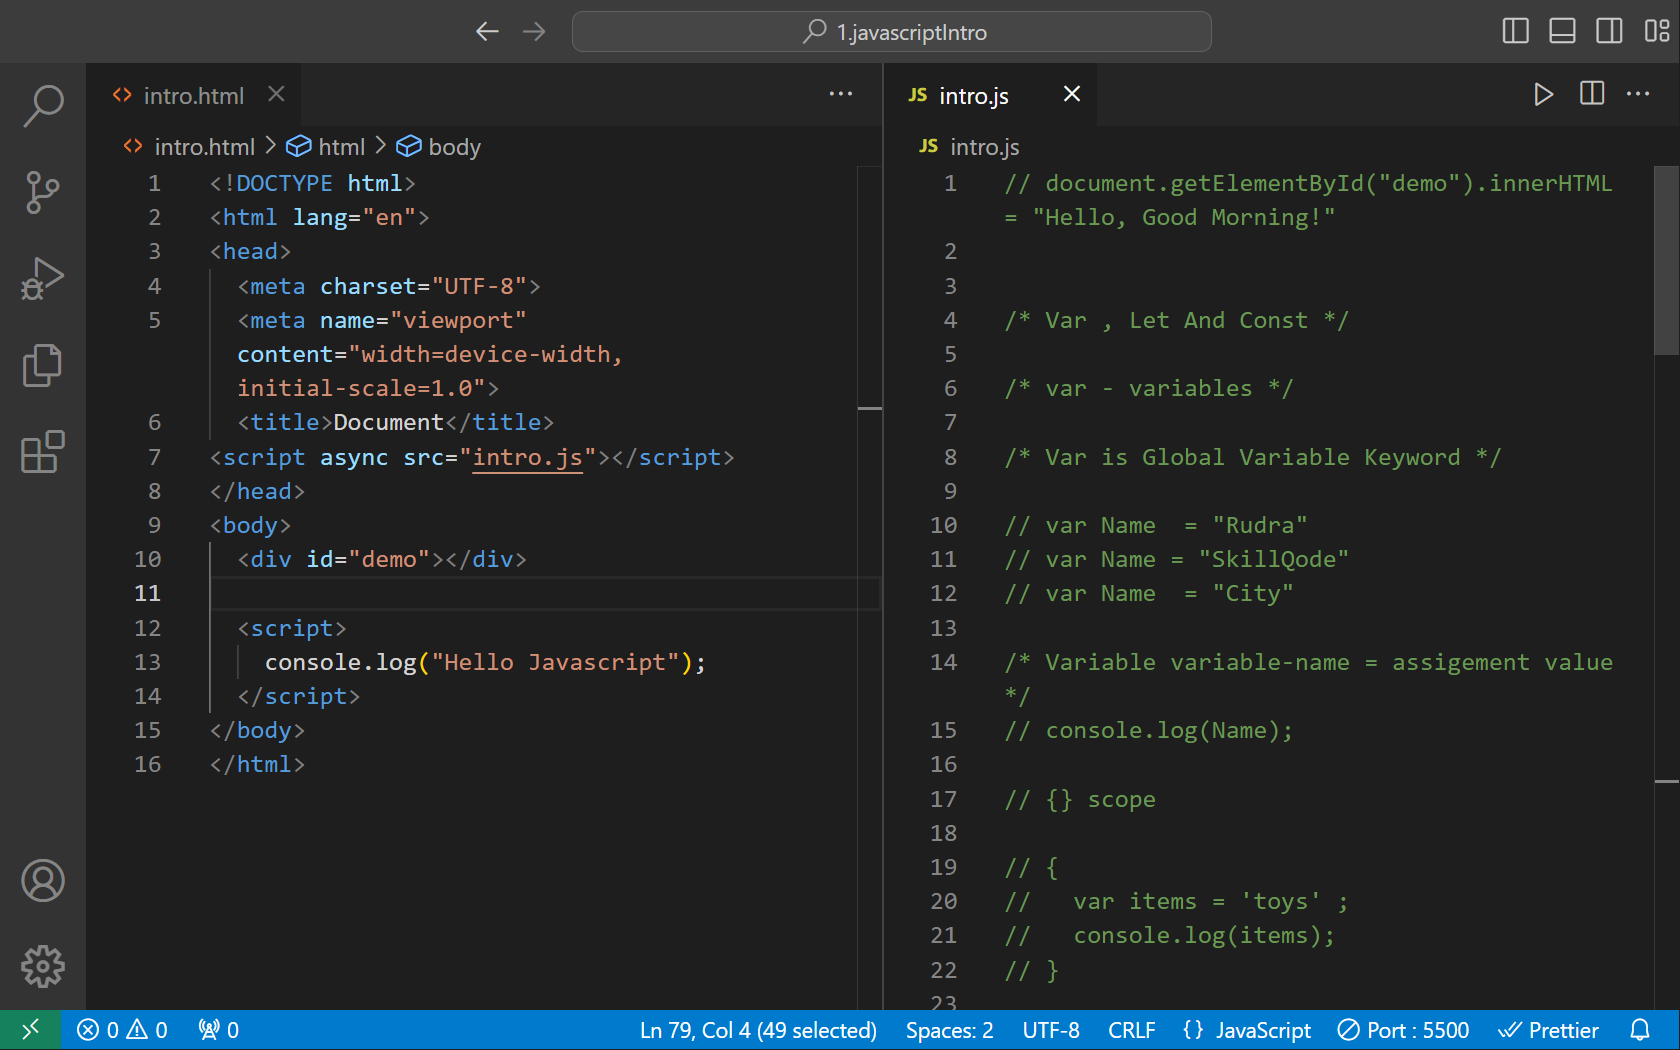 1.javascriptIntro
intro.html
intro.html > html > body
1 <!DOCTYPE html>
2 <html lang="en">
3 <head>
4 <meta charset="UTF-8">
5 <meta name="viewport"
content="width=device-width,
initial-scale=1.0">
6 <title>Document</title>
7 <script async src="intro.js"></script>
8 </head>
9 <body>
10 <div id="demo"></div>
11
12 <script>
13 console.log("Hello Javascript");
14 </script>
15 </body>
16 </html>
JS intro.js
JS intro.js
1 // document.getElementById("demo").innerHTML
= "Hello, Good Morning!"
2
3
4 /* Var , Let And Const */
5
6 /* var - variables */
7
8 /* Var is Global Variable Keyword */
9
10 // var Name  = "Rudra"
11 // var Name = "SkillQode"
12 // var Name  = "City"
13
14 /* Variable variable-name = assigement value
*/
15 // console.log(Name);
16
17 // {} scope
18
19 // {
20 //   var items = 'toys' ;
21 //   console.log(items);
22 // }
23
0 0 0 Ln 79, Col 4 (49 selected) Spaces: 2 UTF-8 CRLF {} JavaScript Port : 5500 Prettier